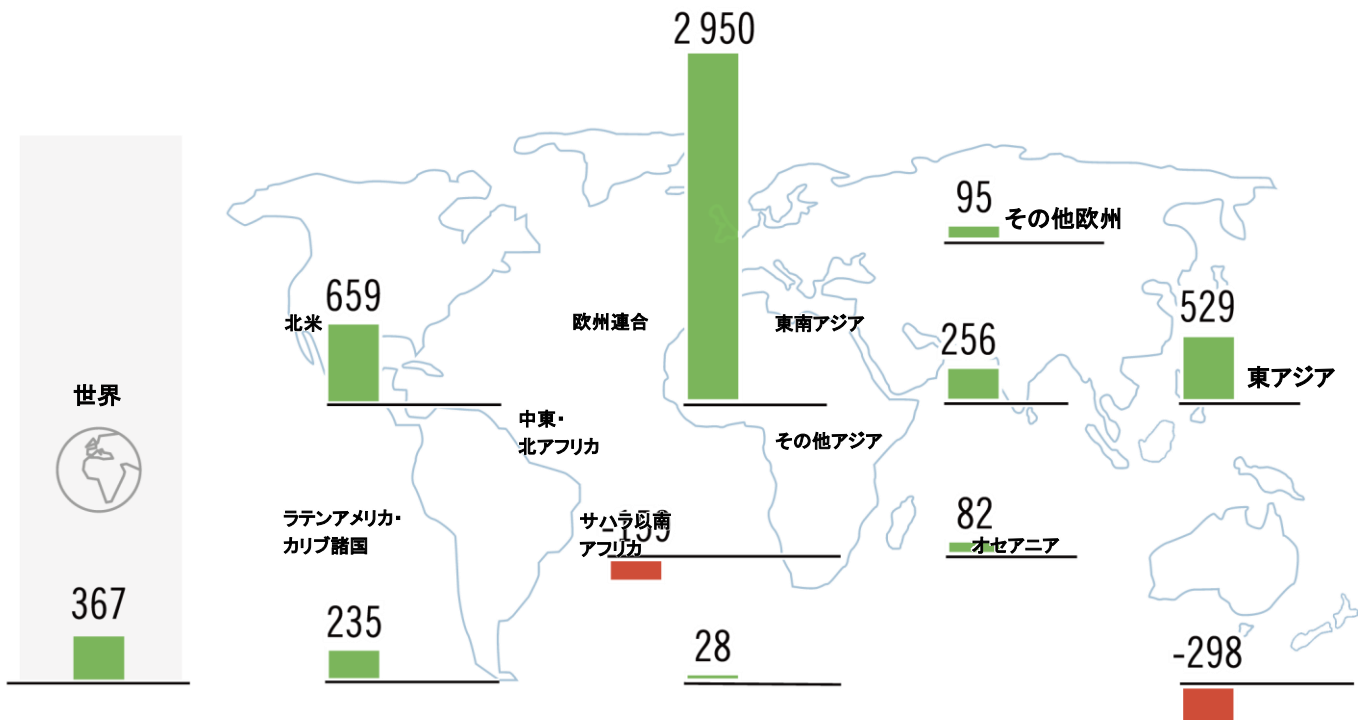 2 950
95
その他欧州
659
北米
欧州連合
東南アジア
256
529
東アジア
世界
中東・
北アフリカ
その他アジア
ラテンアメリカ・
カリブ諸国
サハラ以南
アフリカ
82
オセアニア
367
235
28
-298